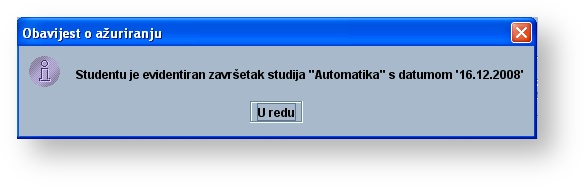 Obavijest o ažuriranju
Studentu je evidentiran završetak studija "Automatika" s datumom '16.12.2008'
U redu